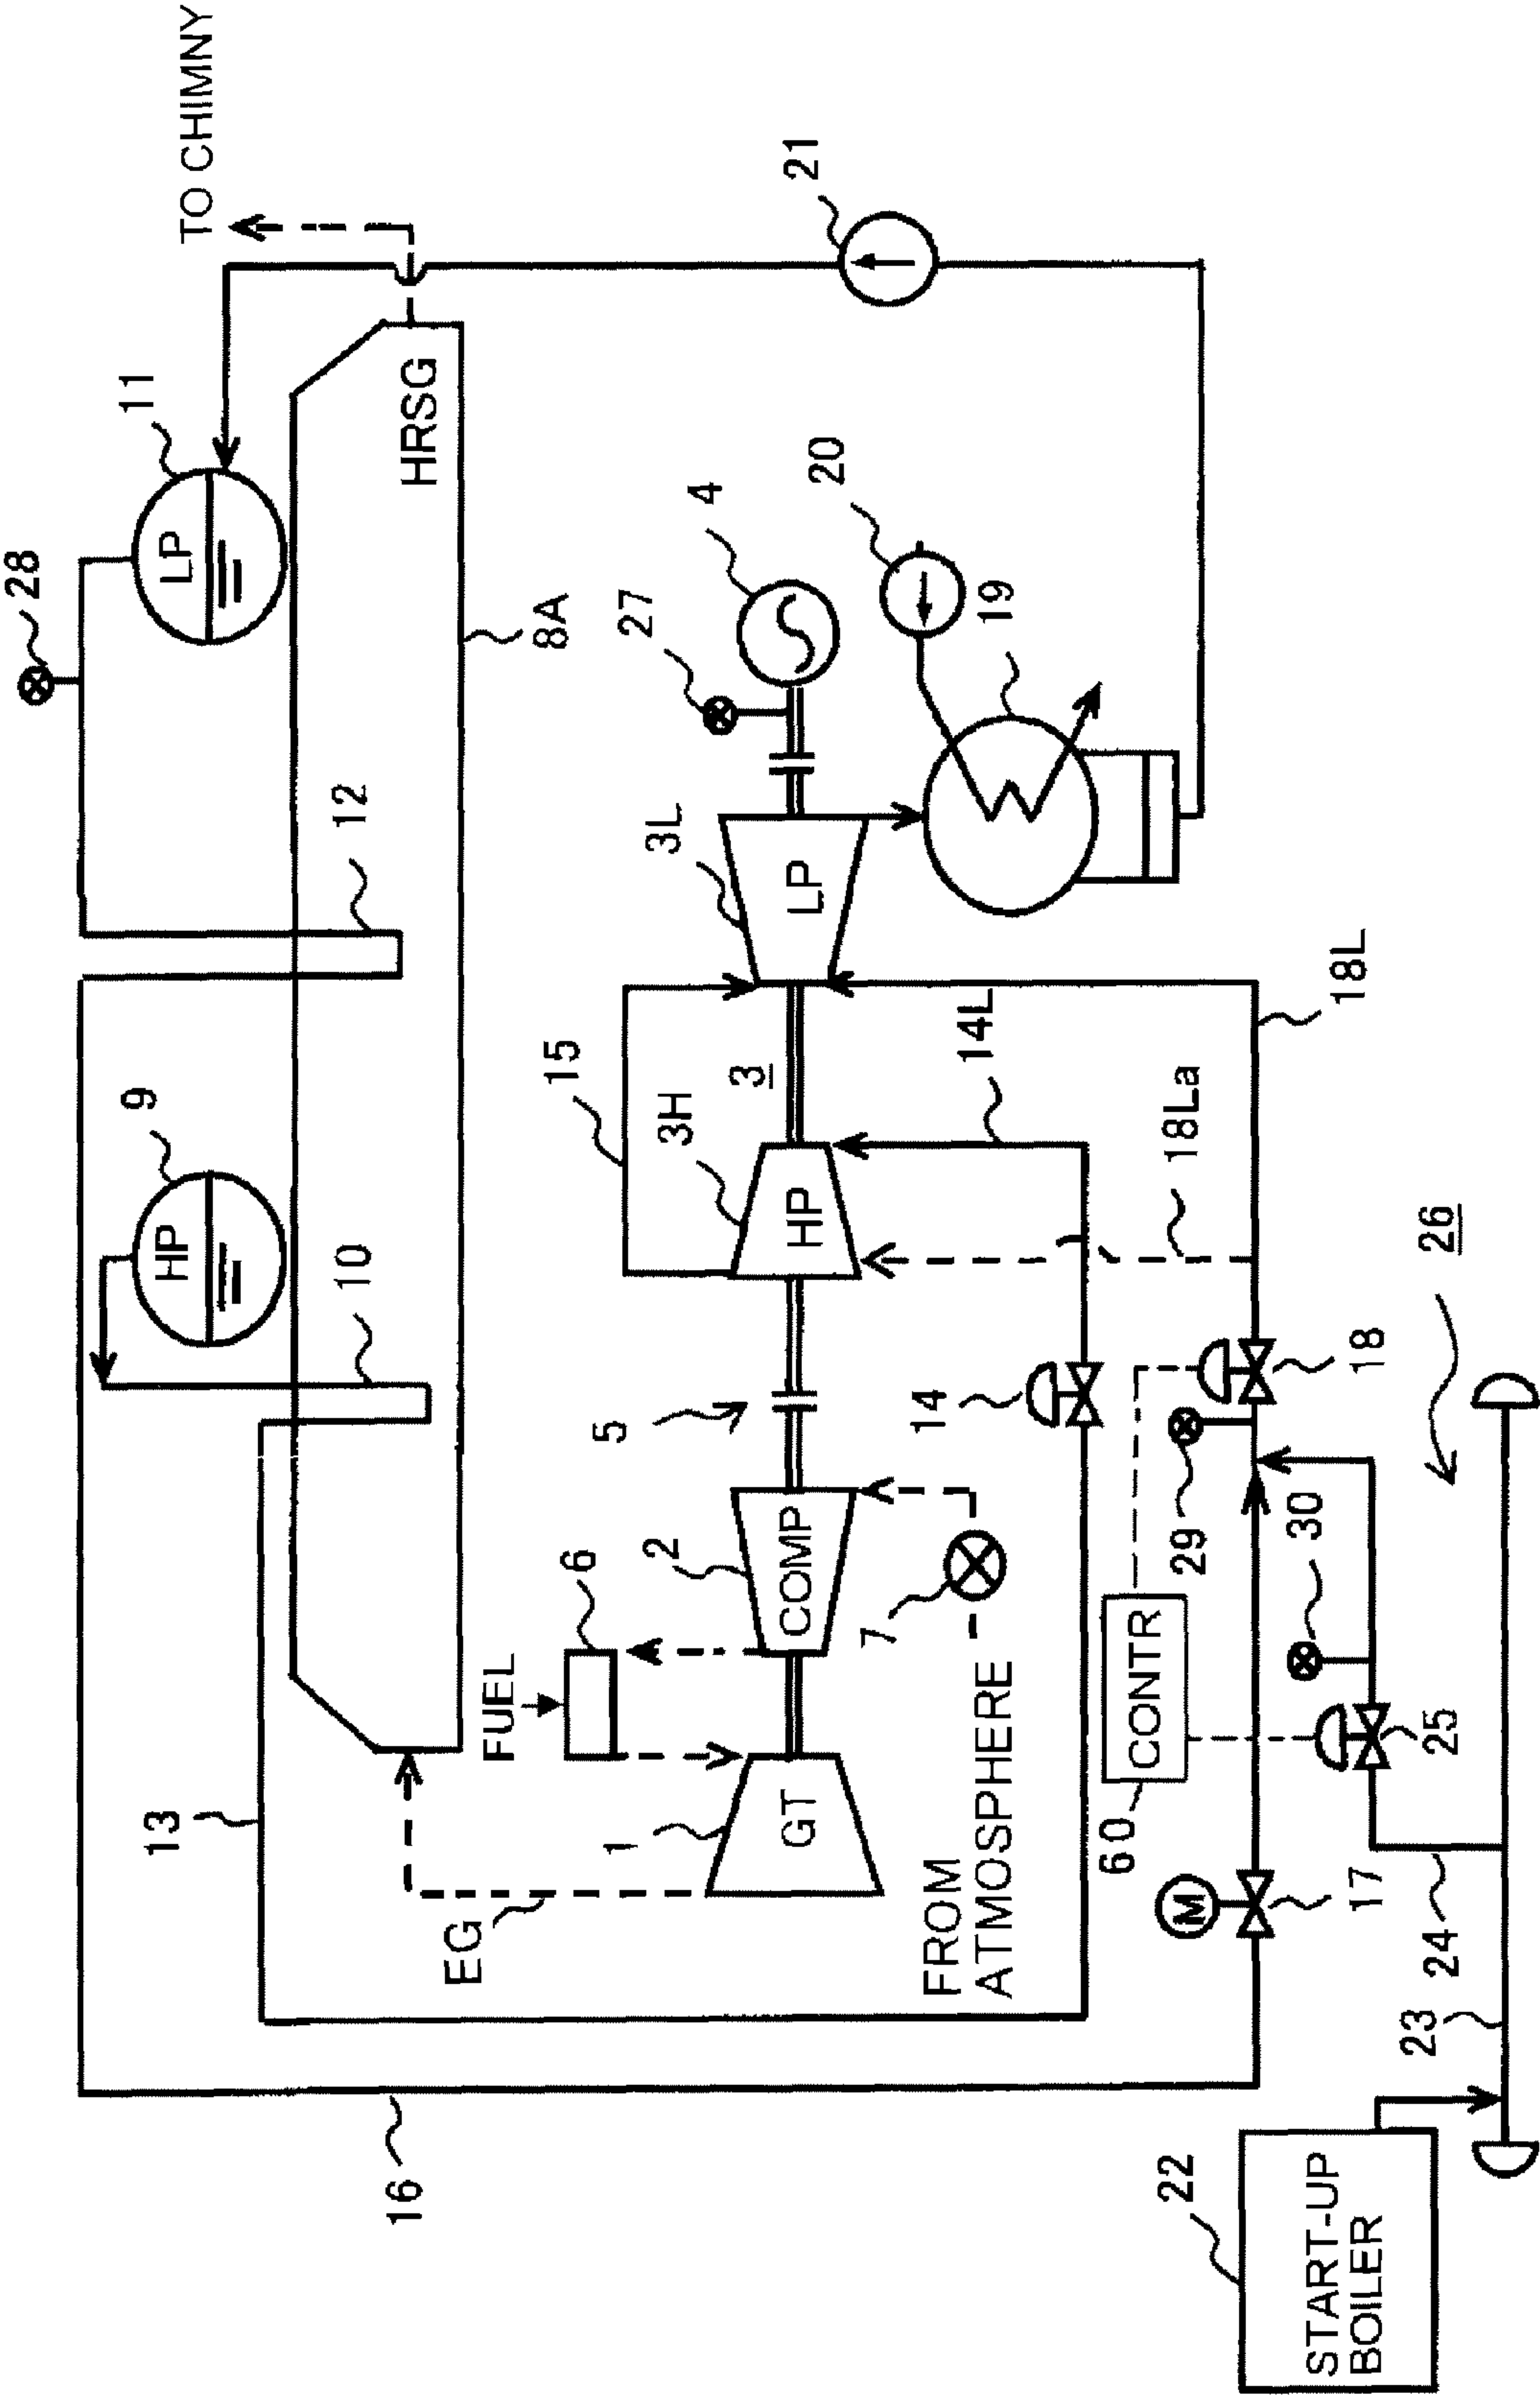 28
TO CHIMNY
13
9
11
HP
LP
10
12
16
HRSG
EG
FUEL
15
8A
6
1
5
27
2
3H
3L
4
3
GT
COMP
HP
LP
21
20
7
14
FROM
ATMOSPHERE
14L
19
60
CONTR
18La
22
M
29
30
START-UP
BOILER
17
18
18L
23
24
25
26